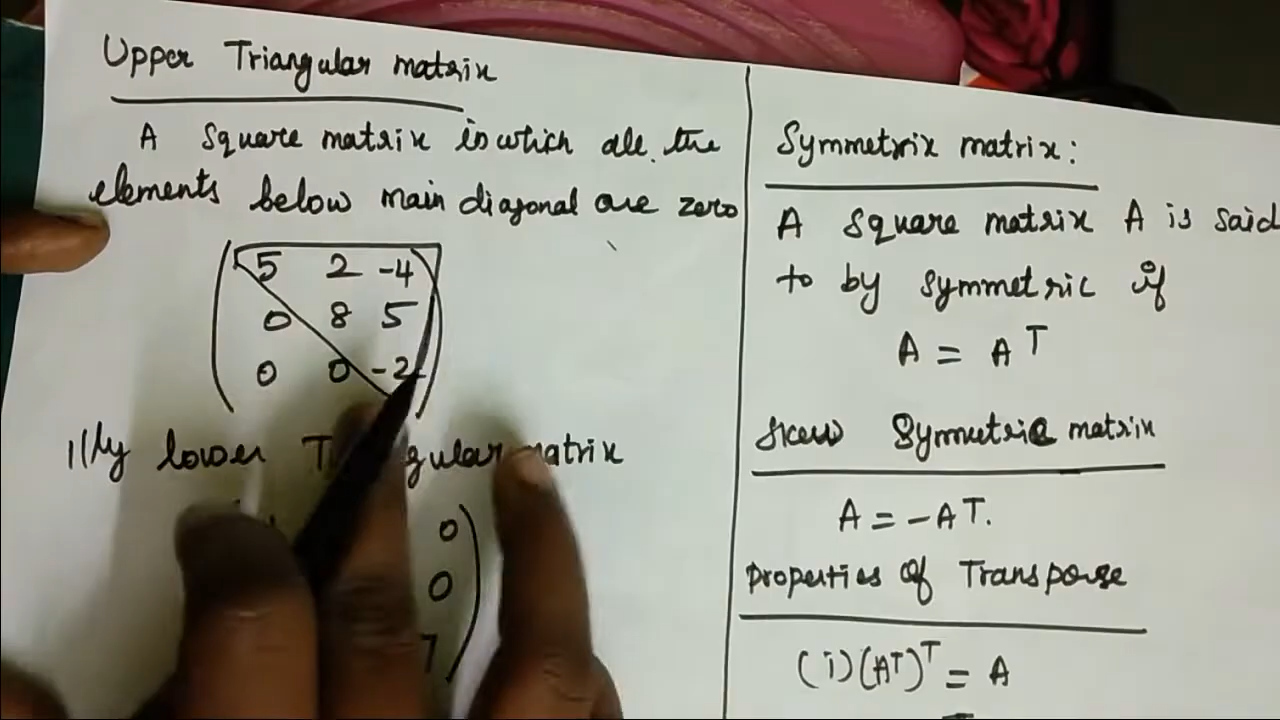 Upper Triangular matrix
A Square matrix in which all the
elements below main diagonal are zero
5 2 -4
0 8 5
0 0 -2
lower matrix
0
0
7
Symmetrix matrix:
A Square matrix A is said
to by Symmetric if
A = A^T
Skew Symmetric matrix
A = -A^T.
Properties of Transpose
(i) (A^T)^T = A